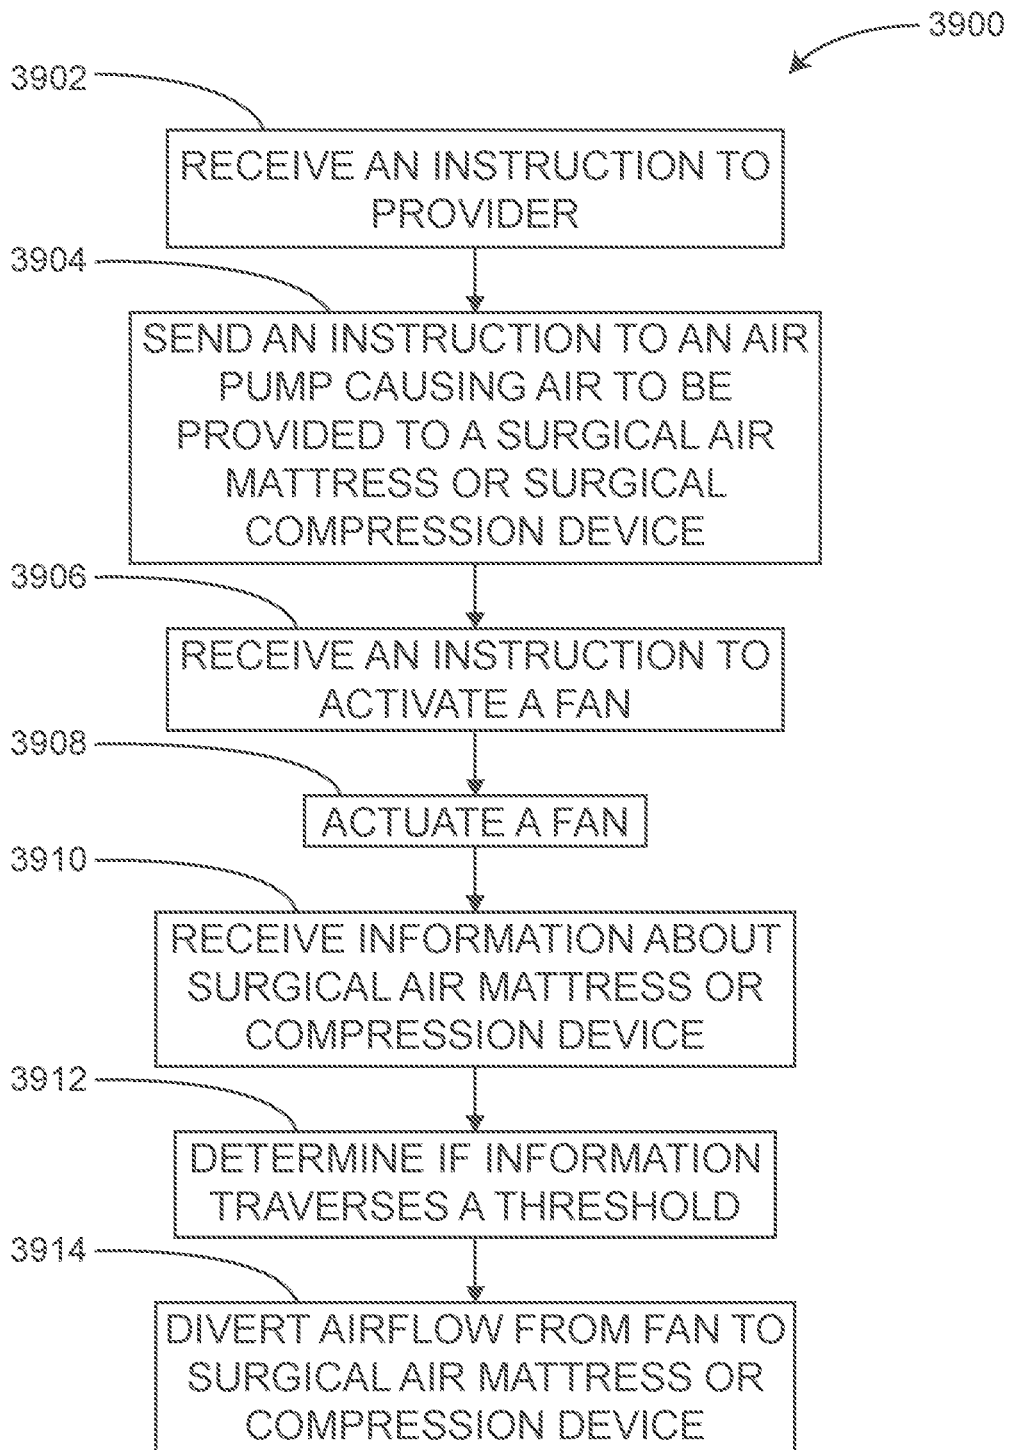 3900
3902
RECEIVE AN INSTRUCTION TO
PROVIDER
3904
SEND AN INSTRUCTION TO AN AIR
PUMP CAUSING AIR TO BE
PROVIDED TO A SURGICAL AIR
MATTRESS OR SURGICAL
COMPRESSION DEVICE
3906
RECEIVE AN INSTRUCTION TO
ACTIVATE A FAN
3908
ACTUATE A FAN
3910
RECEIVE INFORMATION ABOUT
SURGICAL AIR MATTRESS OR
COMPRESSION DEVICE
3912
DETERMINE IF INFORMATION
TRAVERSES A THRESHOLD
3914
DIVERT AIRFLOW FROM FAN TO
SURGICAL AIR MATTRESS OR
COMPRESSION DEVICE